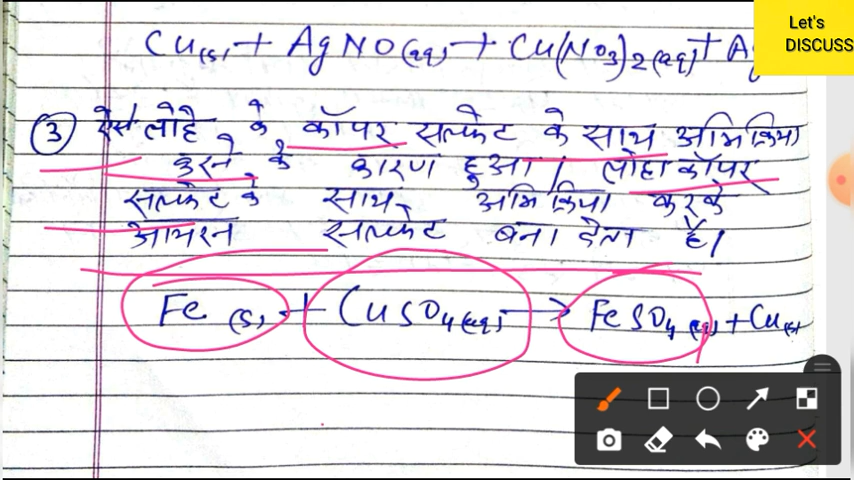 Let's
DISCUSS
Cu(s) + AgNO(aq) + Cu(NO3)2(aq) + Ag
③ ऐसे लोहे के कॉपर सल्फेट के साथ अभिक्रिया
करने के कारण हुआ। लोहा कॉपर
सल्फेट के साथ अभिक्रिया करके
आयरन सल्फेट बना देता है।
Fe(s) + CuSO4(aq) → FeSO4(aq) + Cu(s)